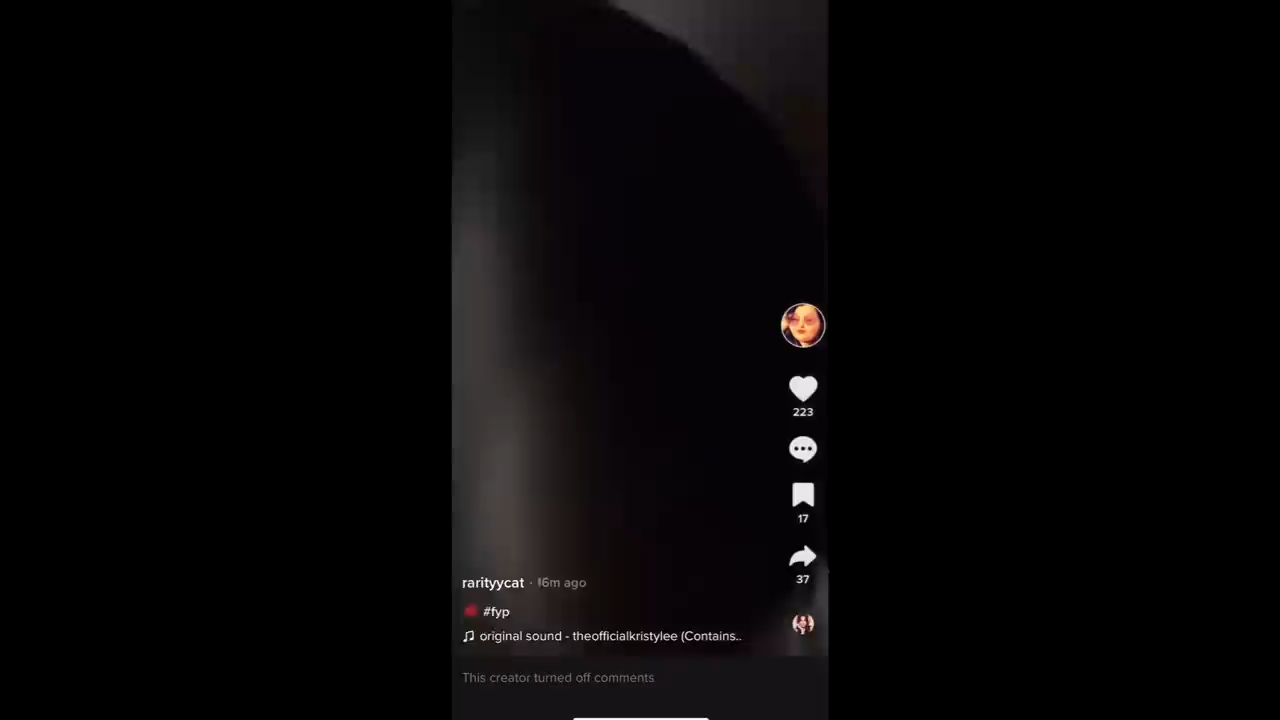 223
17
37
rarityycat · 16m ago
#fyp
original sound - theofficialkristylee (Contains..
This creator turned off comments